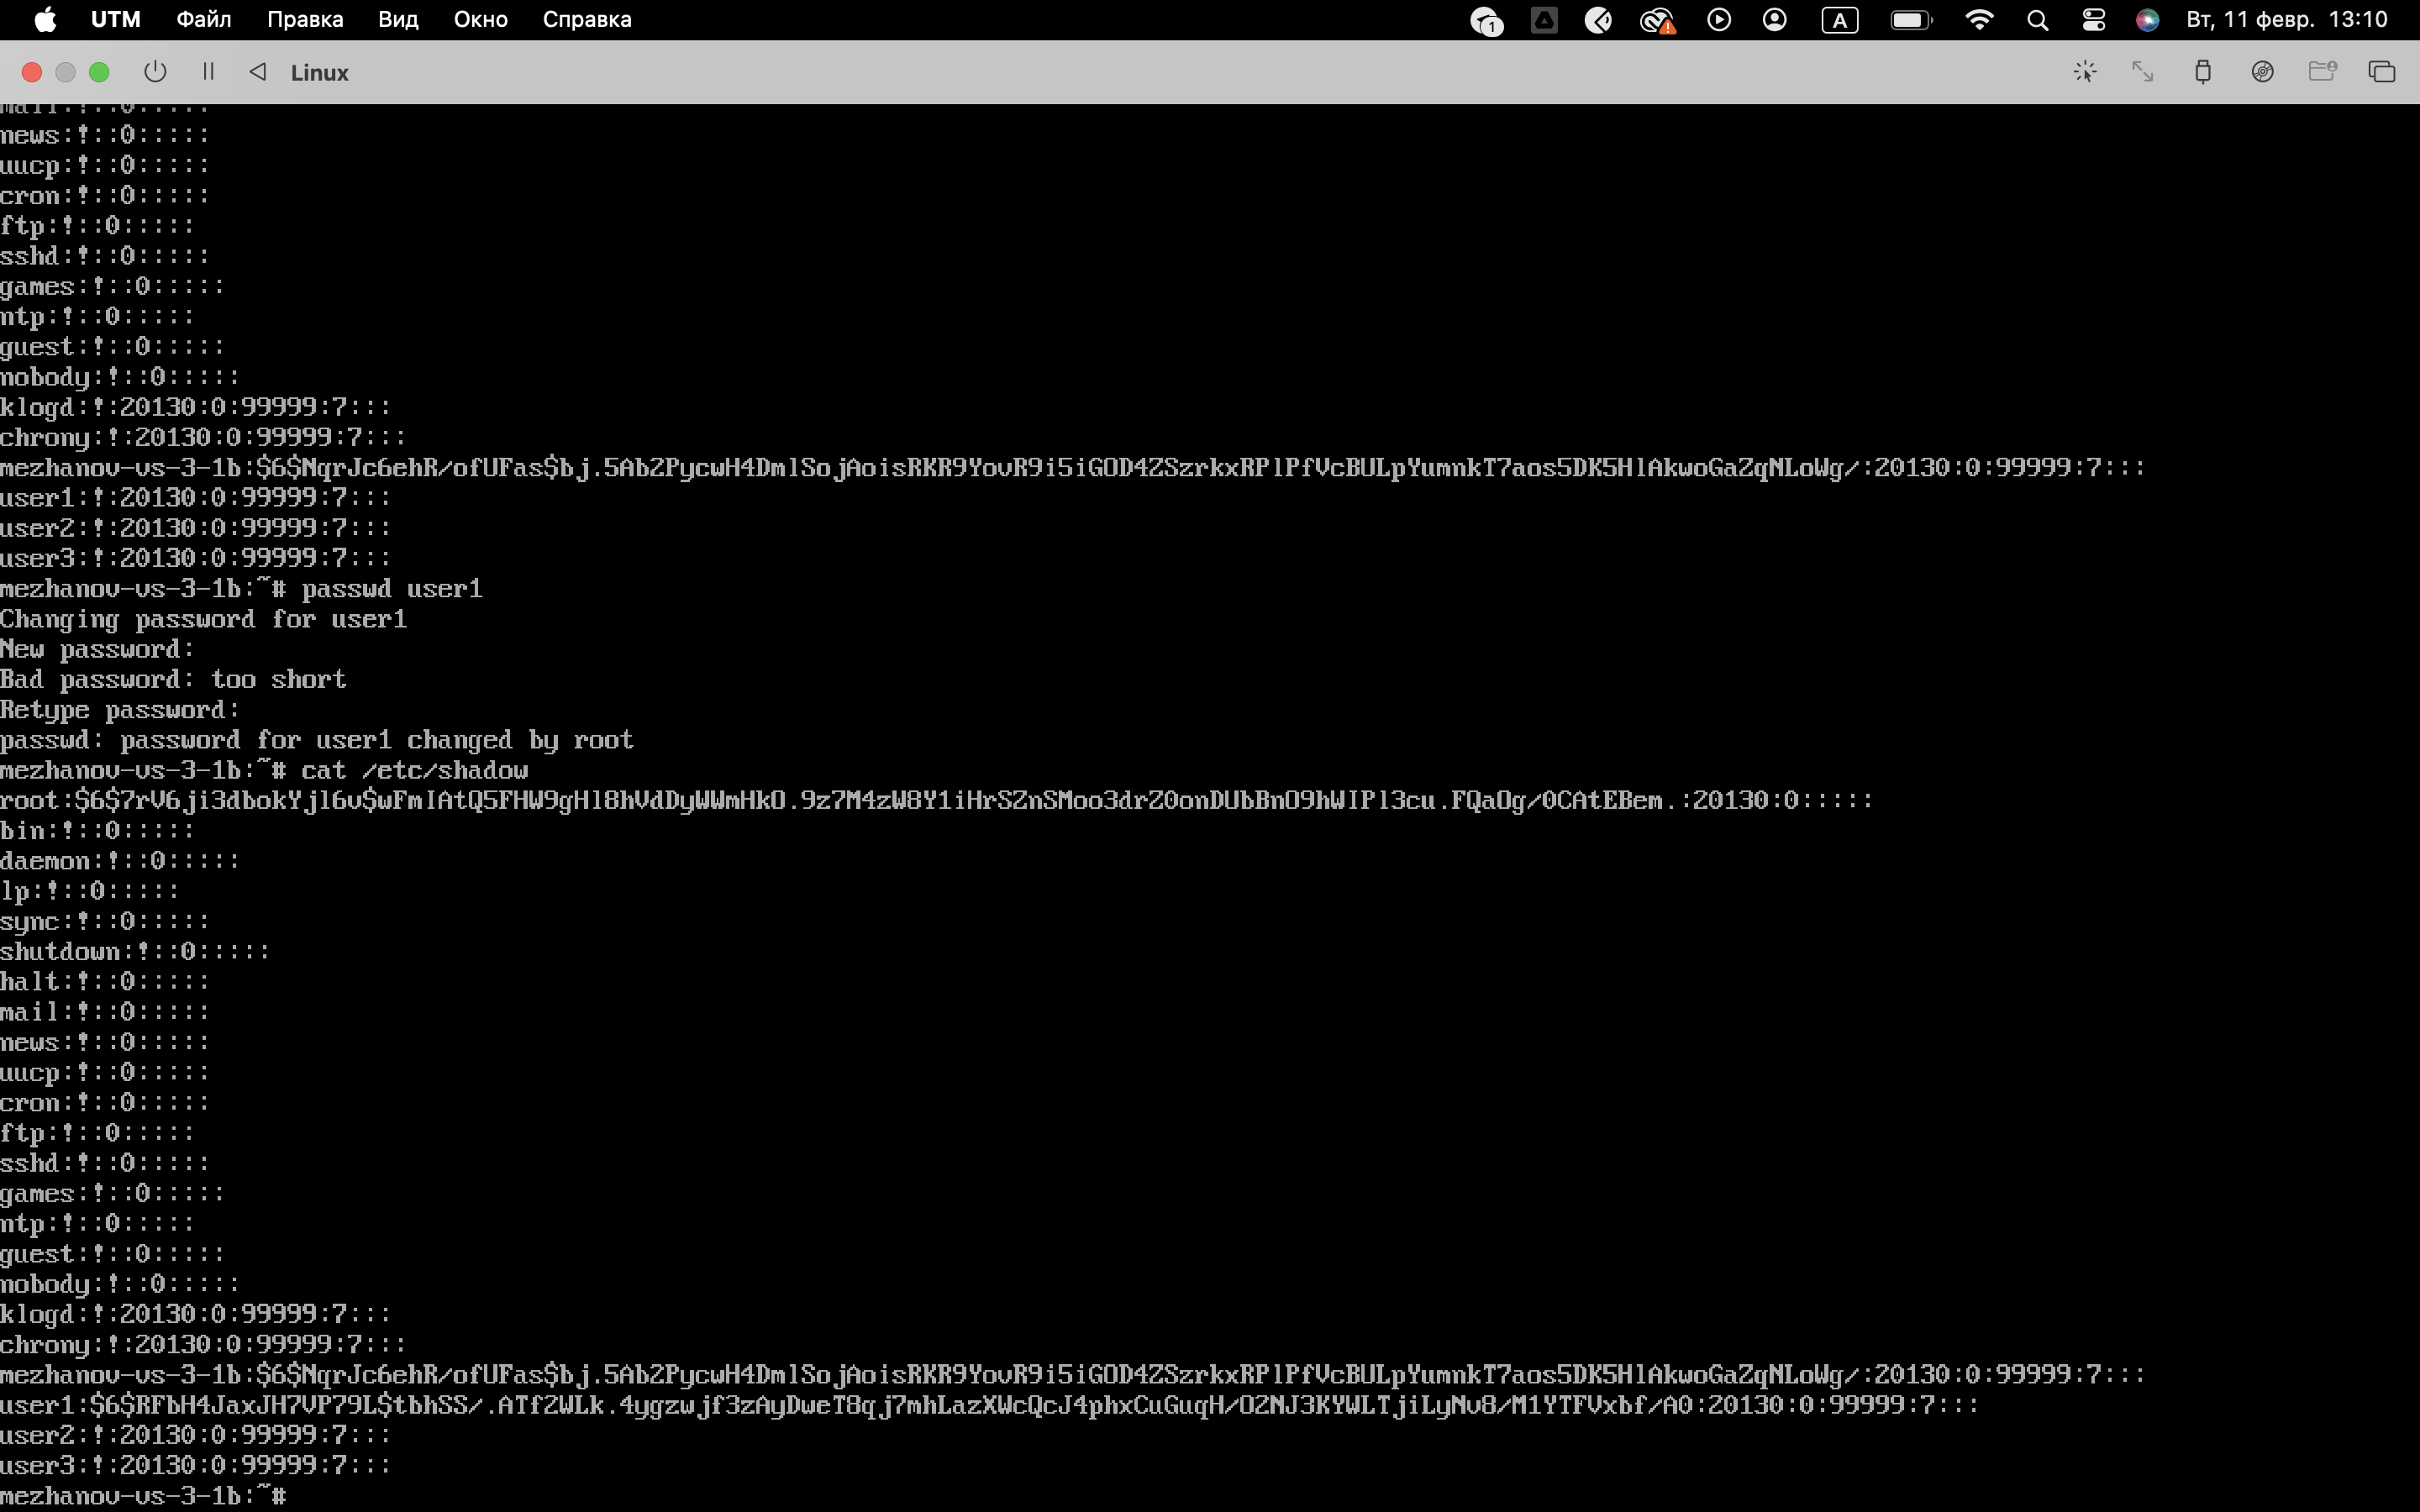 UTM Файл Правка Вид Окно Справка 1 A Вт, 11 февр. 13:10
Linux
mail:!::0:::::
news:!::0:::::
uucp:!::0:::::
cron:!::0:::::
ftp:!::0:::::
sshd:!::0:::::
games:!::0:::::
ntp:!::0:::::
guest:!::0:::::
nobody:!::0:::::
klogd:!:20130:0:99999:7:::
chrony:!:20130:0:99999:7:::
mezhanov-vs-3-1b:$6$NqrJc6ehR/ofUFas$bj.5Ab2PycwH4DmlSojAoisRKR9YovR9i5iGOD4ZSzrkxRPlPfVcBULpYumnkT7aos5DK5HlAkwoGaZqNLoWg/:20130:0:99999:7:::
user1:!:20130:0:99999:7:::
user2:!:20130:0:99999:7:::
user3:!:20130:0:99999:7:::
mezhanov-vs-3-1b:~# passwd user1
Changing password for user1
New password:
Bad password: too short
Retype password:
passwd: password for user1 changed by root
mezhanov-vs-3-1b:~# cat /etc/shadow
root:$6$7rV6ji3dbokYjl6v$wFmIAtQ5FHW9gHl8hVdDyWWmHkO.9z7M4zW8Y1iHrSZnSMoo3drZ0onDUbBnO9hWIPl3cu.FQaOg/0CAtEBem.:20130:0:::::
bin:!::0:::::
daemon:!::0:::::
lp:!::0:::::
sync:!::0:::::
shutdown:!::0:::::
halt:!::0:::::
mail:!::0:::::
news:!::0:::::
uucp:!::0:::::
cron:!::0:::::
ftp:!::0:::::
sshd:!::0:::::
games:!::0:::::
ntp:!::0:::::
guest:!::0:::::
nobody:!::0:::::
klogd:!:20130:0:99999:7:::
chrony:!:20130:0:99999:7:::
mezhanov-vs-3-1b:$6$NqrJc6ehR/ofUFas$bj.5Ab2PycwH4DmlSojAoisRKR9YovR9i5iGOD4ZSzrkxRPlPfVcBULpYumnkT7aos5DK5HlAkwoGaZqNLoWg/:20130:0:99999:7:::
user1:$6$RFbH4JaxJH7VP79L$tbhSS/.ATf2WLk.4ygzwjf3zAyDweT8qj7mhLazXWcQcJ4phxCuGuqH/O2NJ3KYWLTjiLyNv8/M1YTFVxbf/A0:20130:0:99999:7:::
user2:!:20130:0:99999:7:::
user3:!:20130:0:99999:7:::
mezhanov-vs-3-1b:~#